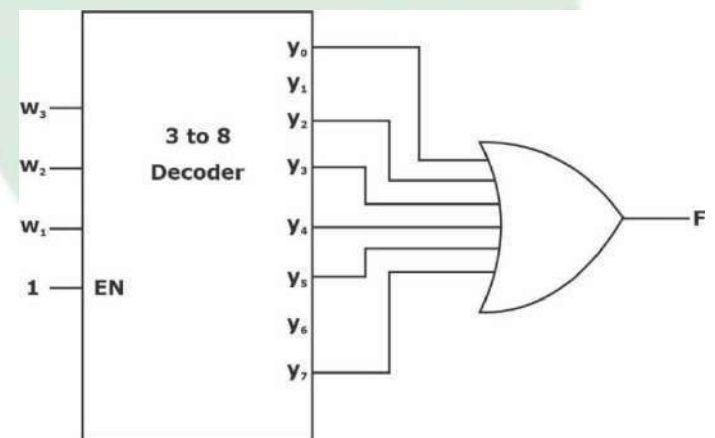 y₀
y₁
w₃
y₂
3 to 8
Decoder
w₂
y₃
w₁
y₄
F
1
EN
y₅
y₆
y₇